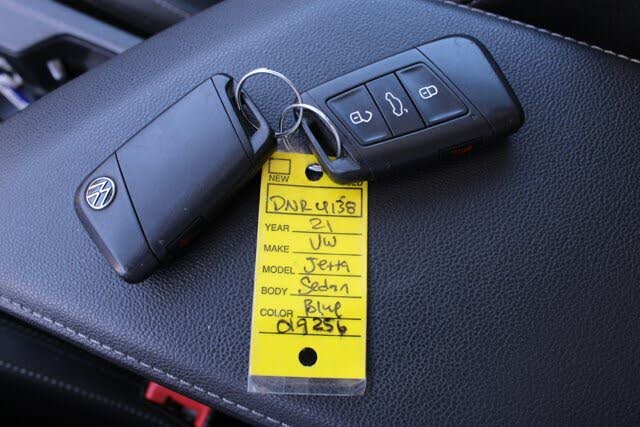 NEW
DNR4138
YEAR 21
MAKE VW
MODEL Jetta
BODY Sedan
COLOR Blue
019256